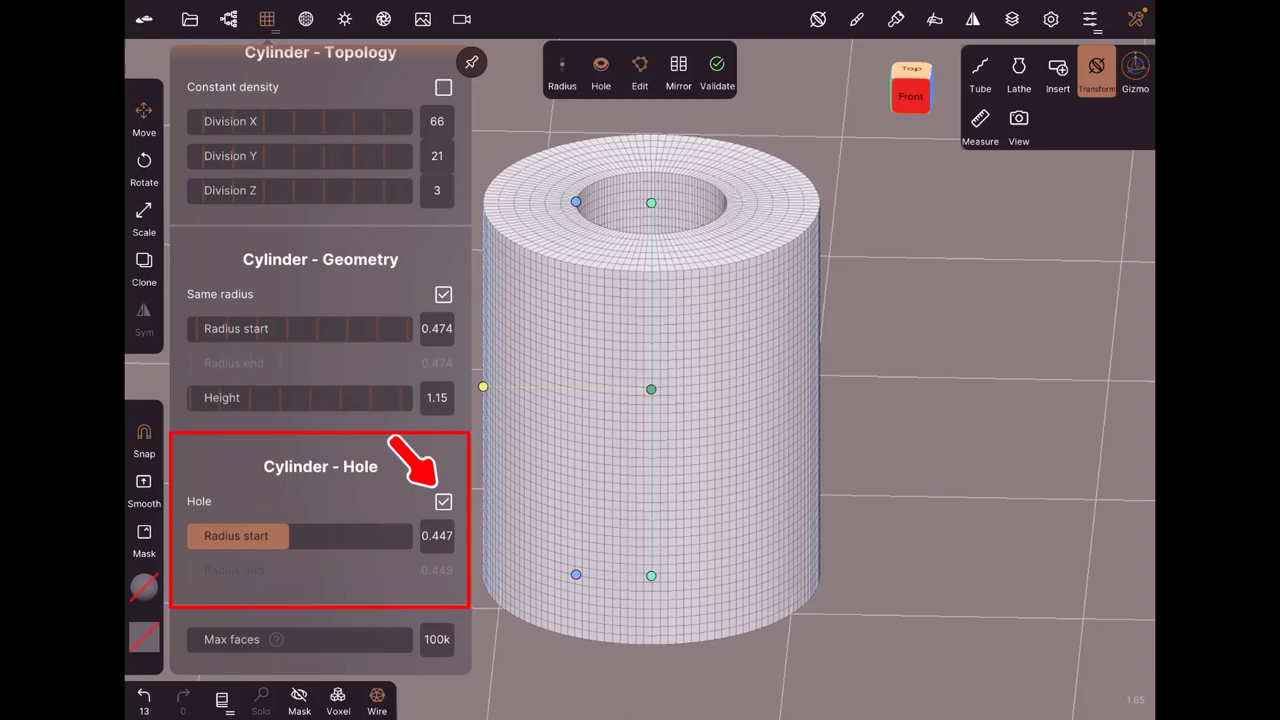 Cylinder - Topology
Constant density
Division X 66
Division Y 21
Division Z 3
Cylinder - Geometry
Same radius
Radius start 0.474
Radius end 0.474
Height 1.15
Cylinder - Hole
Hole
Radius start 0.447
Radius end 0.449
Max faces ? 100k
Move
Rotate
Scale
Clone
Sym
Snap
Smooth
Mask
13 0 Solo Mask Voxel Wire
Radius Hole Edit Mirror Validate
Top
Front
Tube Lathe Insert Transform Gizmo
Measure View
1.65